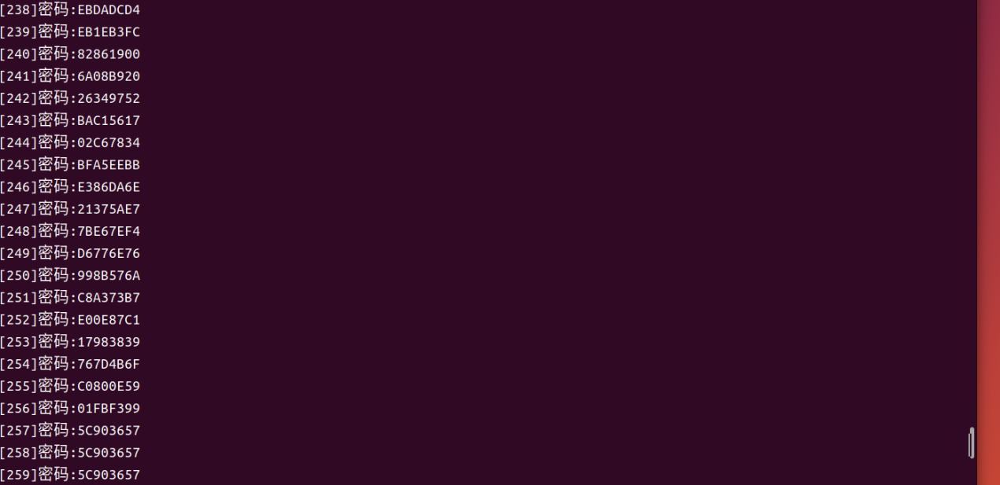 [238]密码:EBDADCD4
[239]密码:EB1EB3FC
[240]密码:82861900
[241]密码:6A08B920
[242]密码:26349752
[243]密码:BAC15617
[244]密码:02C67834
[245]密码:BFA5EEBB
[246]密码:E386DA6E
[247]密码:21375AE7
[248]密码:7BE67EF4
[249]密码:D6776E76
[250]密码:998B576A
[251]密码:C8A373B7
[252]密码:E00E87C1
[253]密码:17983839
[254]密码:767D4B6F
[255]密码:C0800E59
[256]密码:01FBF399
[257]密码:5C903657
[258]密码:5C903657
[259]密码:5C903657